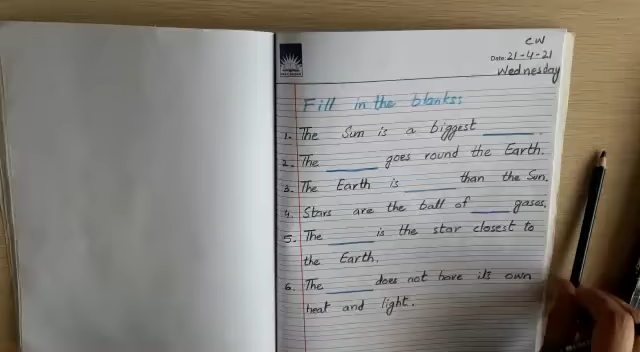 CW
Date: 21-4-21
Wednesday
Fill in the blanks:
1. The Sun is a biggest ______.
2. The ______ goes round the Earth.
3. The Earth is ______ than the Sun.
4. Stars are the ball of ______ gases.
5. The ______ is the star closest to
the Earth.
6. The ______ does not have its own
heat and light.